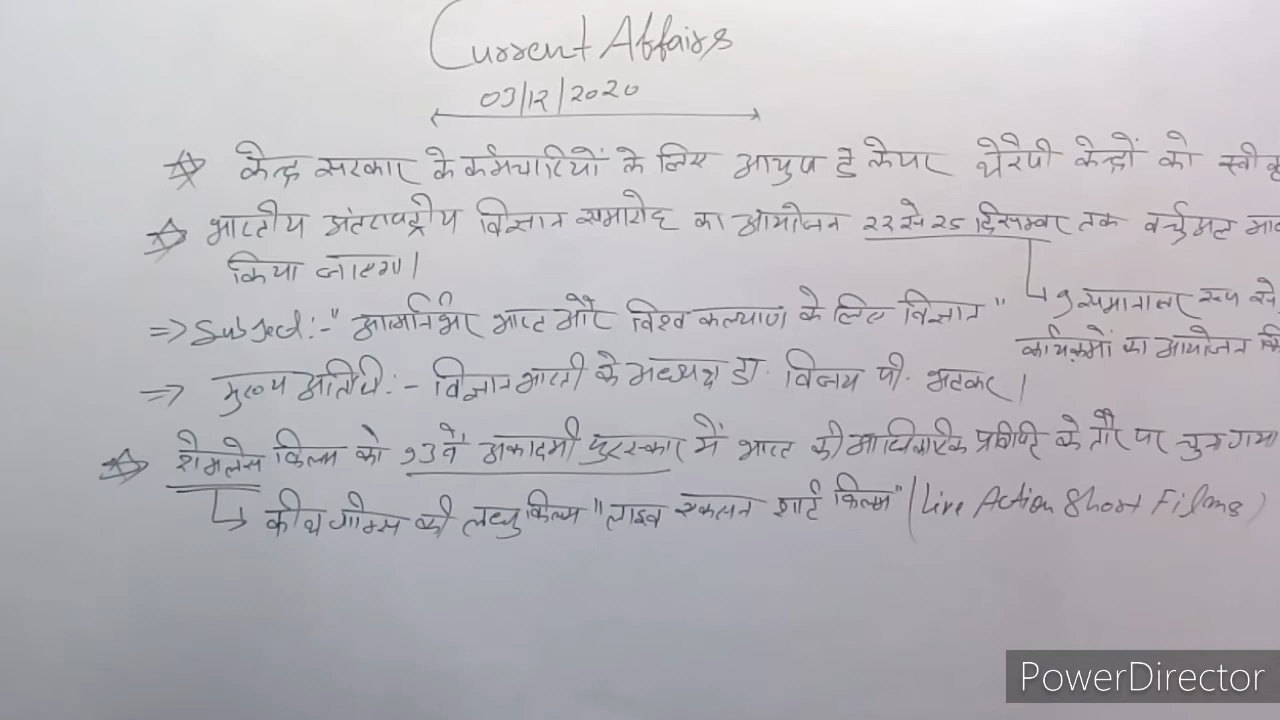 Current Affairs
03/12/2020
केन्द्र सरकार के कर्मचारियों के लिए आयुष डे केयर थेरेपी केन्द्रों को
भारतीय अंतरराष्ट्रीय विज्ञान समारोह का आयोजन 22 से 25 दिसम्बर तक वर्चुअल
किया जाएगा।
9 समानांतर रूप से
=> Subject:- "आत्मनिर्भर भारत और विश्व कल्याण के लिए विज्ञान"
कार्यक्रमों का आयोजन
=> मुख्य अतिथि:- विज्ञान भारती के अध्यक्ष डॉ. विजय पी. भटकर।
शेमलेस फिल्म को 93वें अकादमी पुरस्कार में भारत की आधिकारिक प्रविष्टि के तौर पर चुना गया
कीथ गोम्स की लघु फिल्म "लाइव एक्सन शार्ट फिल्म" (Live Action Short Films)
PowerDirector